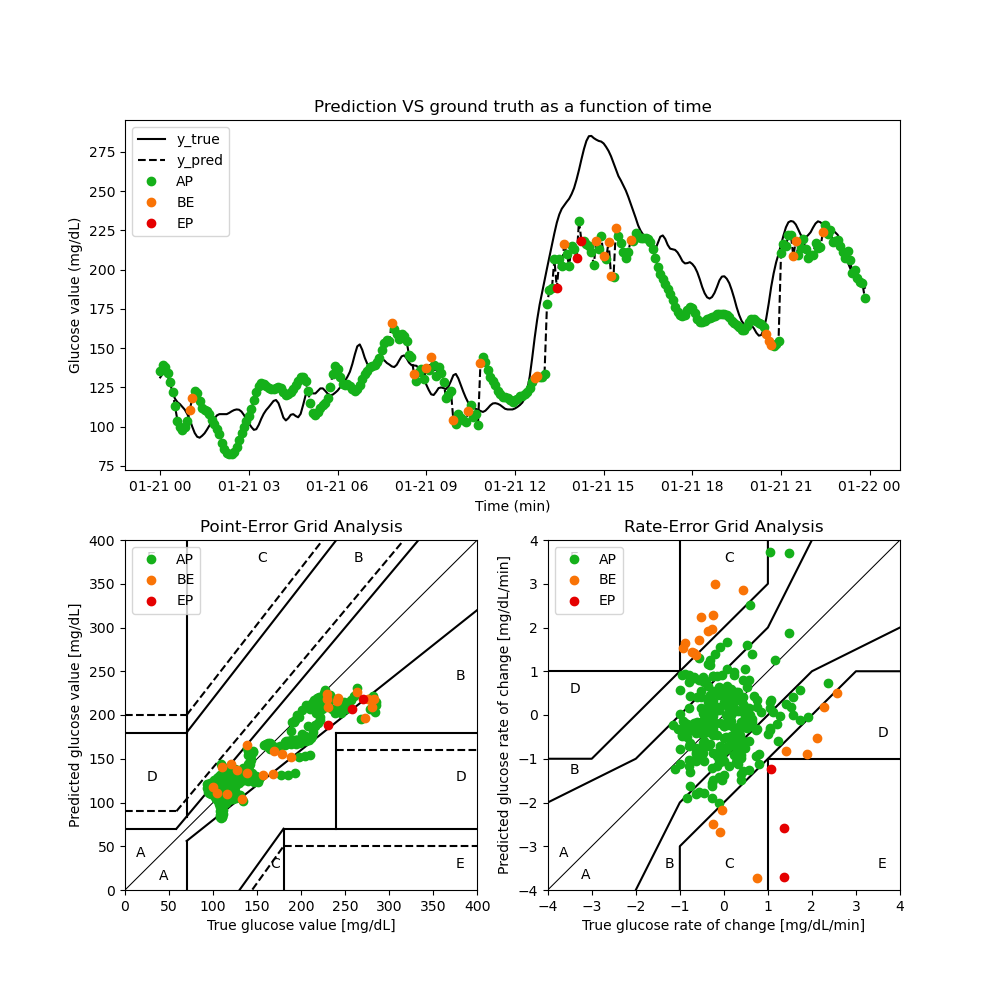 Prediction VS ground truth as a function of time
y_true
y_pred
AP
BE
EP
Glucose value (mg/dL)
275
250
225
200
175
150
125
100
75
01-21 00 01-21 03 01-21 06 01-21 09 01-21 12 01-21 15 01-21 18 01-21 21 01-22 00
Time (min)
Point-Error Grid Analysis
Predicted glucose value [mg/dL]
400
350
300
250
200
150
100
50
0
AP
BE
EP
C
B
B
D
D
A
A
C
E
0 50 100 150 200 250 300 350 400
True glucose value [mg/dL]
Rate-Error Grid Analysis
Predicted glucose rate of change [mg/dL/min]
4
3
2
1
0
−1
−2
−3
−4
AP
BE
EP
C
D
D
B
A
A
B
C
E
−4 −3 −2 −1 0 1 2 3 4
True glucose rate of change [mg/dL/min]